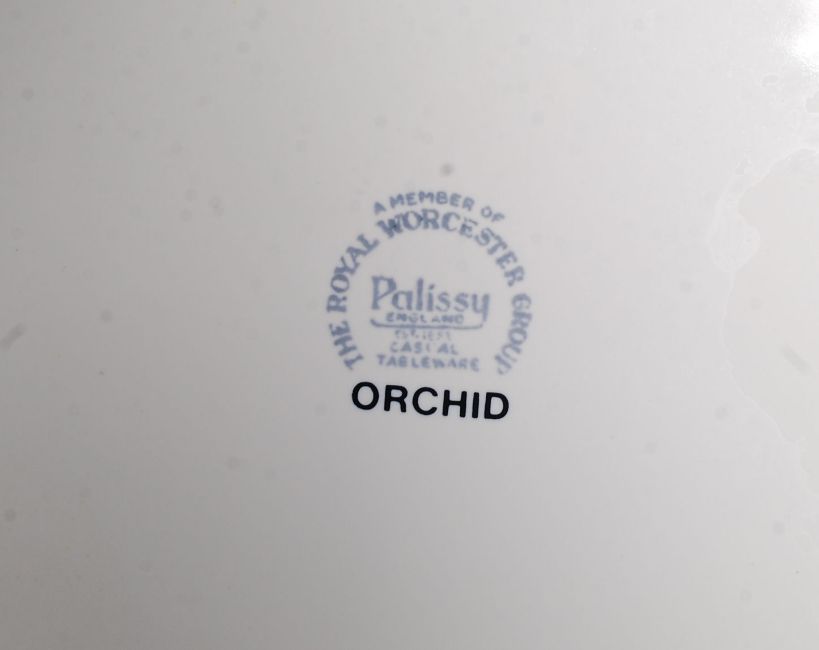 A MEMBER OF
THE ROYAL WORCESTER GROUP
Palissy
ENGLAND
CASUAL
TABLEWARE
ORCHID